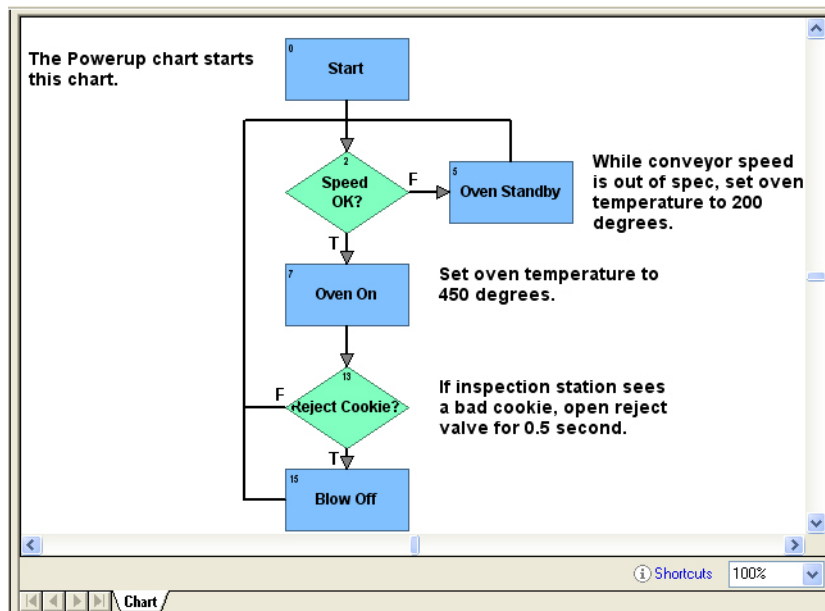 The Powerup chart starts
this chart.
0
Start
2
Speed
OK?
F
5
Oven Standby
While conveyor speed
is out of spec, set oven
temperature to 200
degrees.
T
7
Oven On
Set oven temperature to
450 degrees.
13
Reject Cookie?
F
If inspection station sees
a bad cookie, open reject
valve for 0.5 second.
T
15
Blow Off
Shortcuts
100%
Chart